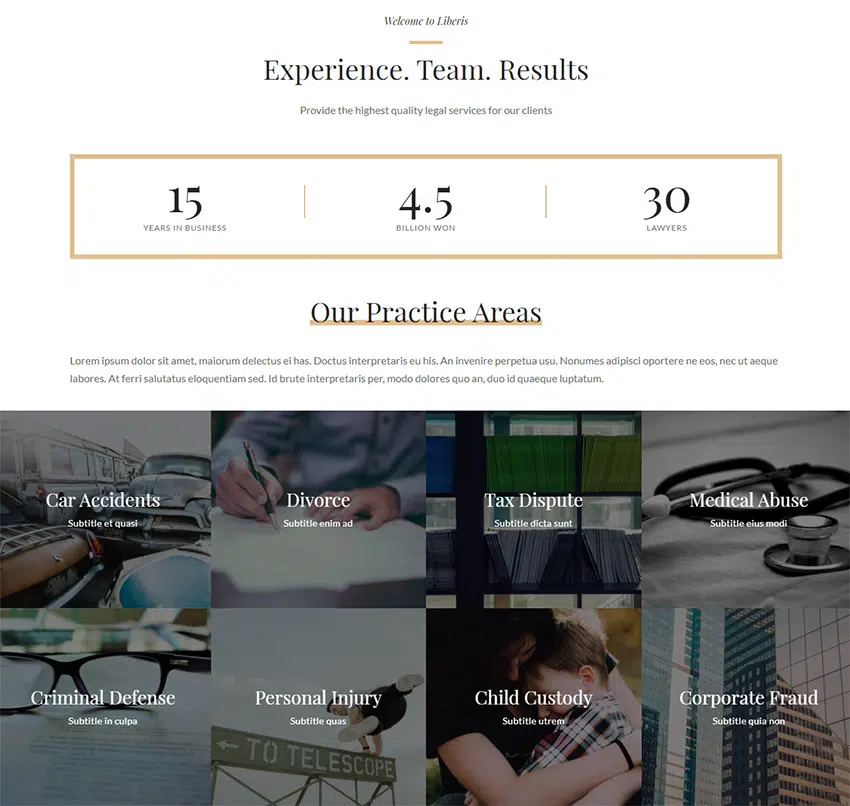 Welcome to Liberis
Experience. Team. Results
Provide the highest quality legal services for our clients
15
YEARS IN BUSINESS
4.5
BILLION WON
30
LAWYERS
Our Practice Areas
Lorem ipsum dolor sit amet, maiorum delectus ei has. Doctus interpretaris eu his. An invenire perpetua usu. Nonumes adipisci oportere ne eos, nec ut aeque
labores. At ferri salutatus eloquentiam sed. Id brute interpretaris per, modo dolores quo an, duo id quaeque luptatum.
Car Accidents
Subtitle et quasi
Divorce
Subtitle enim ad
Tax Dispute
Subtitle dicta sunt
Medical Abuse
Subtitle eius modi
Criminal Defense
Subtitle in culpa
Personal Injury
Subtitle quas
TO TELESCOPE
Child Custody
Subtitle utrem
Corporate Fraud
Subtitle quia non